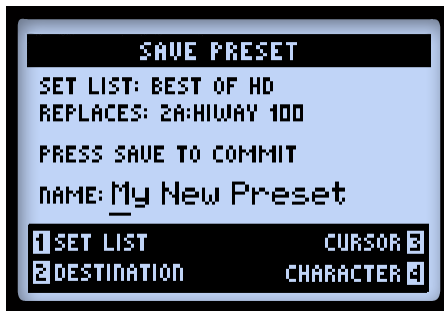 SAVE PRESET
SET LIST: BEST OF HD
REPLACES: 2A:HIWAY 100
PRESS SAVE TO COMMIT
NAME: My New Preset
1 SET LIST CURSOR 3
2 DESTINATION CHARACTER 4